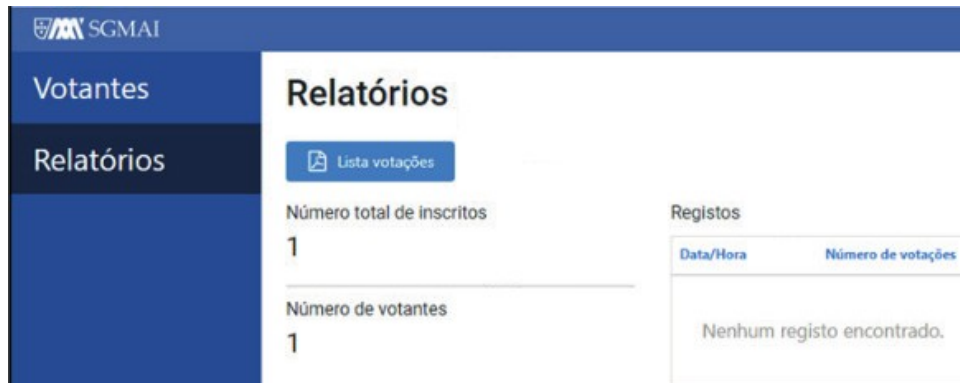 SGMAI
Votantes
Relatórios
Relatórios
Lista votações
Número total de inscritos
1
Número de votantes
1
Registos
Data/Hora Número de votações
Nenhum registo encontrado.